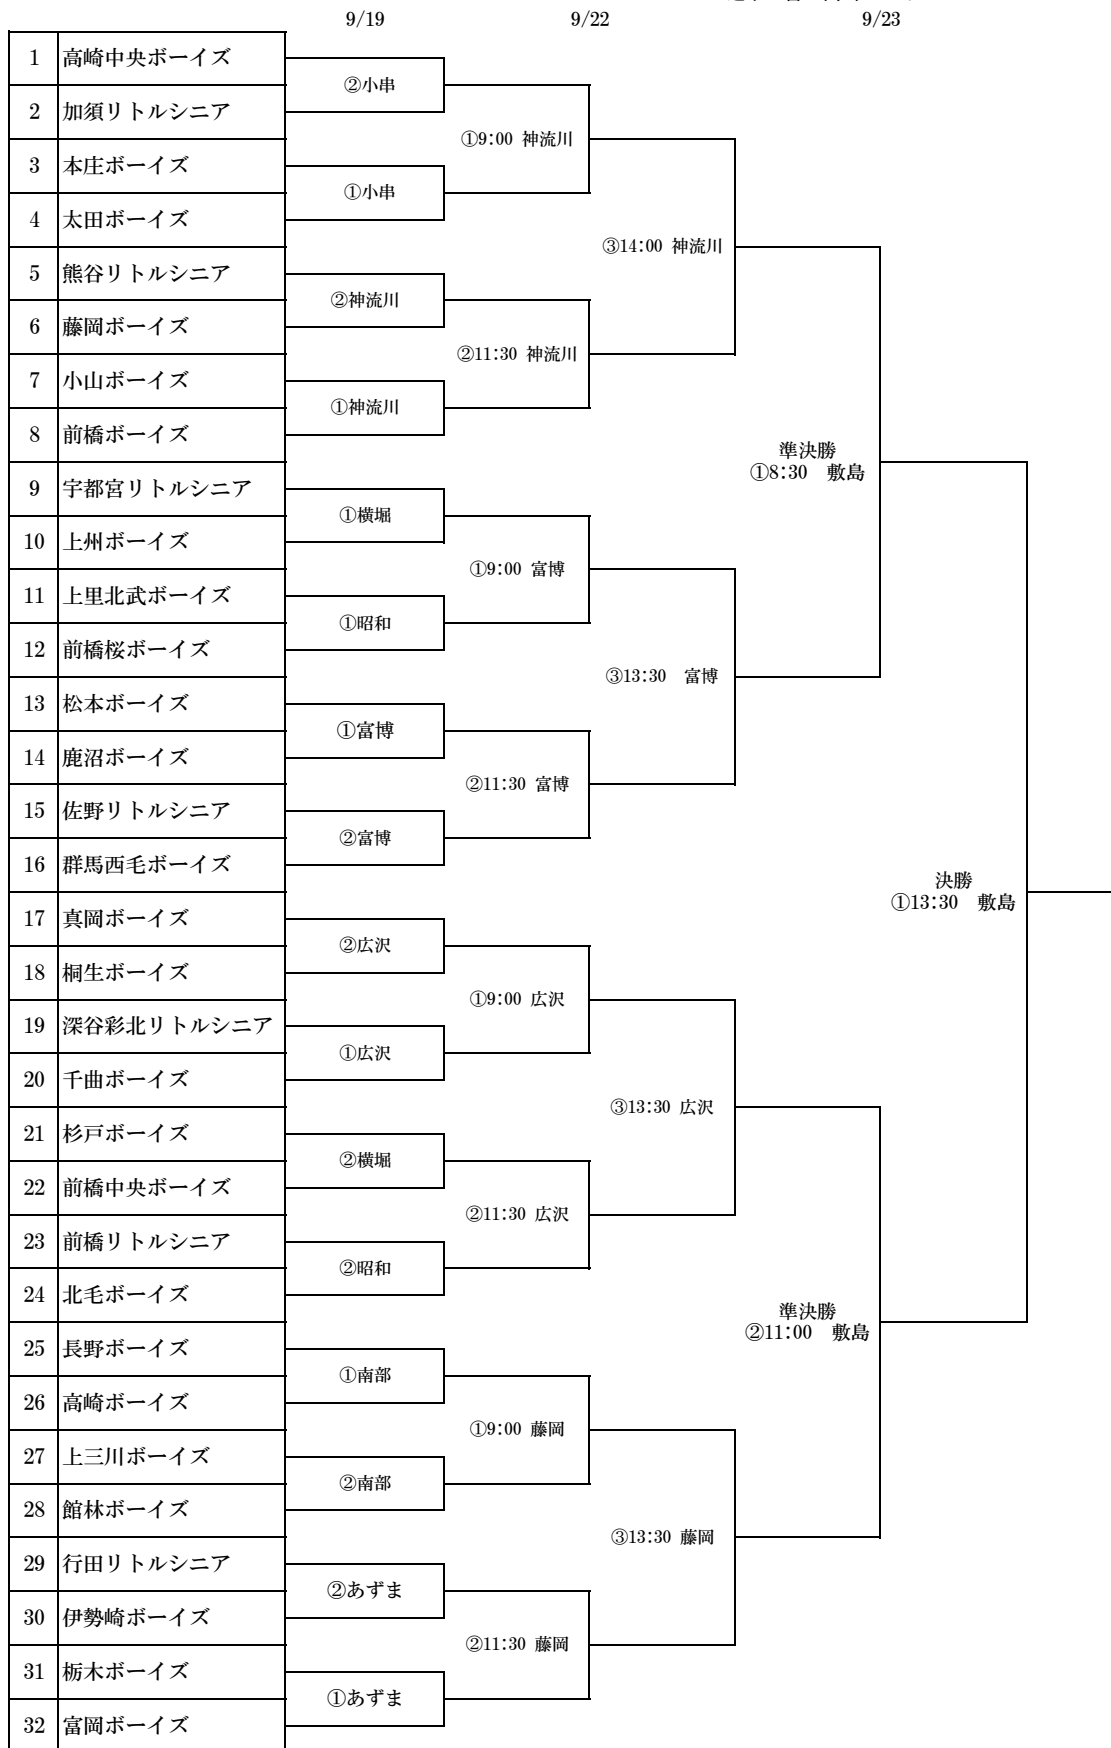 9/19 9/22 9/23
1 高崎中央ボーイズ
②小串
2 加須リトルシニア
①9:00 神流川
3 本庄ボーイズ
①小串
4 太田ボーイズ
③14:00 神流川
5 熊谷リトルシニア
②神流川
6 藤岡ボーイズ
②11:30 神流川
7 小山ボーイズ
①神流川
8 前橋ボーイズ
準決勝
①8:30 敷島
9 宇都宮リトルシニア
①横堀
10 上州ボーイズ
①9:00 富博
11 上里北武ボーイズ
①昭和
12 前橋桜ボーイズ
③13:30 富博
13 松本ボーイズ
①富博
14 鹿沼ボーイズ
②11:30 富博
15 佐野リトルシニア
②富博
16 群馬西毛ボーイズ
決勝
①13:30 敷島
17 真岡ボーイズ
②広沢
18 桐生ボーイズ
①9:00 広沢
19 深谷彩北リトルシニア
①広沢
20 千曲ボーイズ
③13:30 広沢
21 杉戸ボーイズ
②横堀
22 前橋中央ボーイズ
②11:30 広沢
23 前橋リトルシニア
②昭和
24 北毛ボーイズ
準決勝
②11:00 敷島
25 長野ボーイズ
①南部
26 高崎ボーイズ
①9:00 藤岡
27 上三川ボーイズ
②南部
28 館林ボーイズ
③13:30 藤岡
29 行田リトルシニア
②あずま
30 伊勢崎ボーイズ
②11:30 藤岡
31 栃木ボーイズ
①あずま
32 富岡ボーイズ